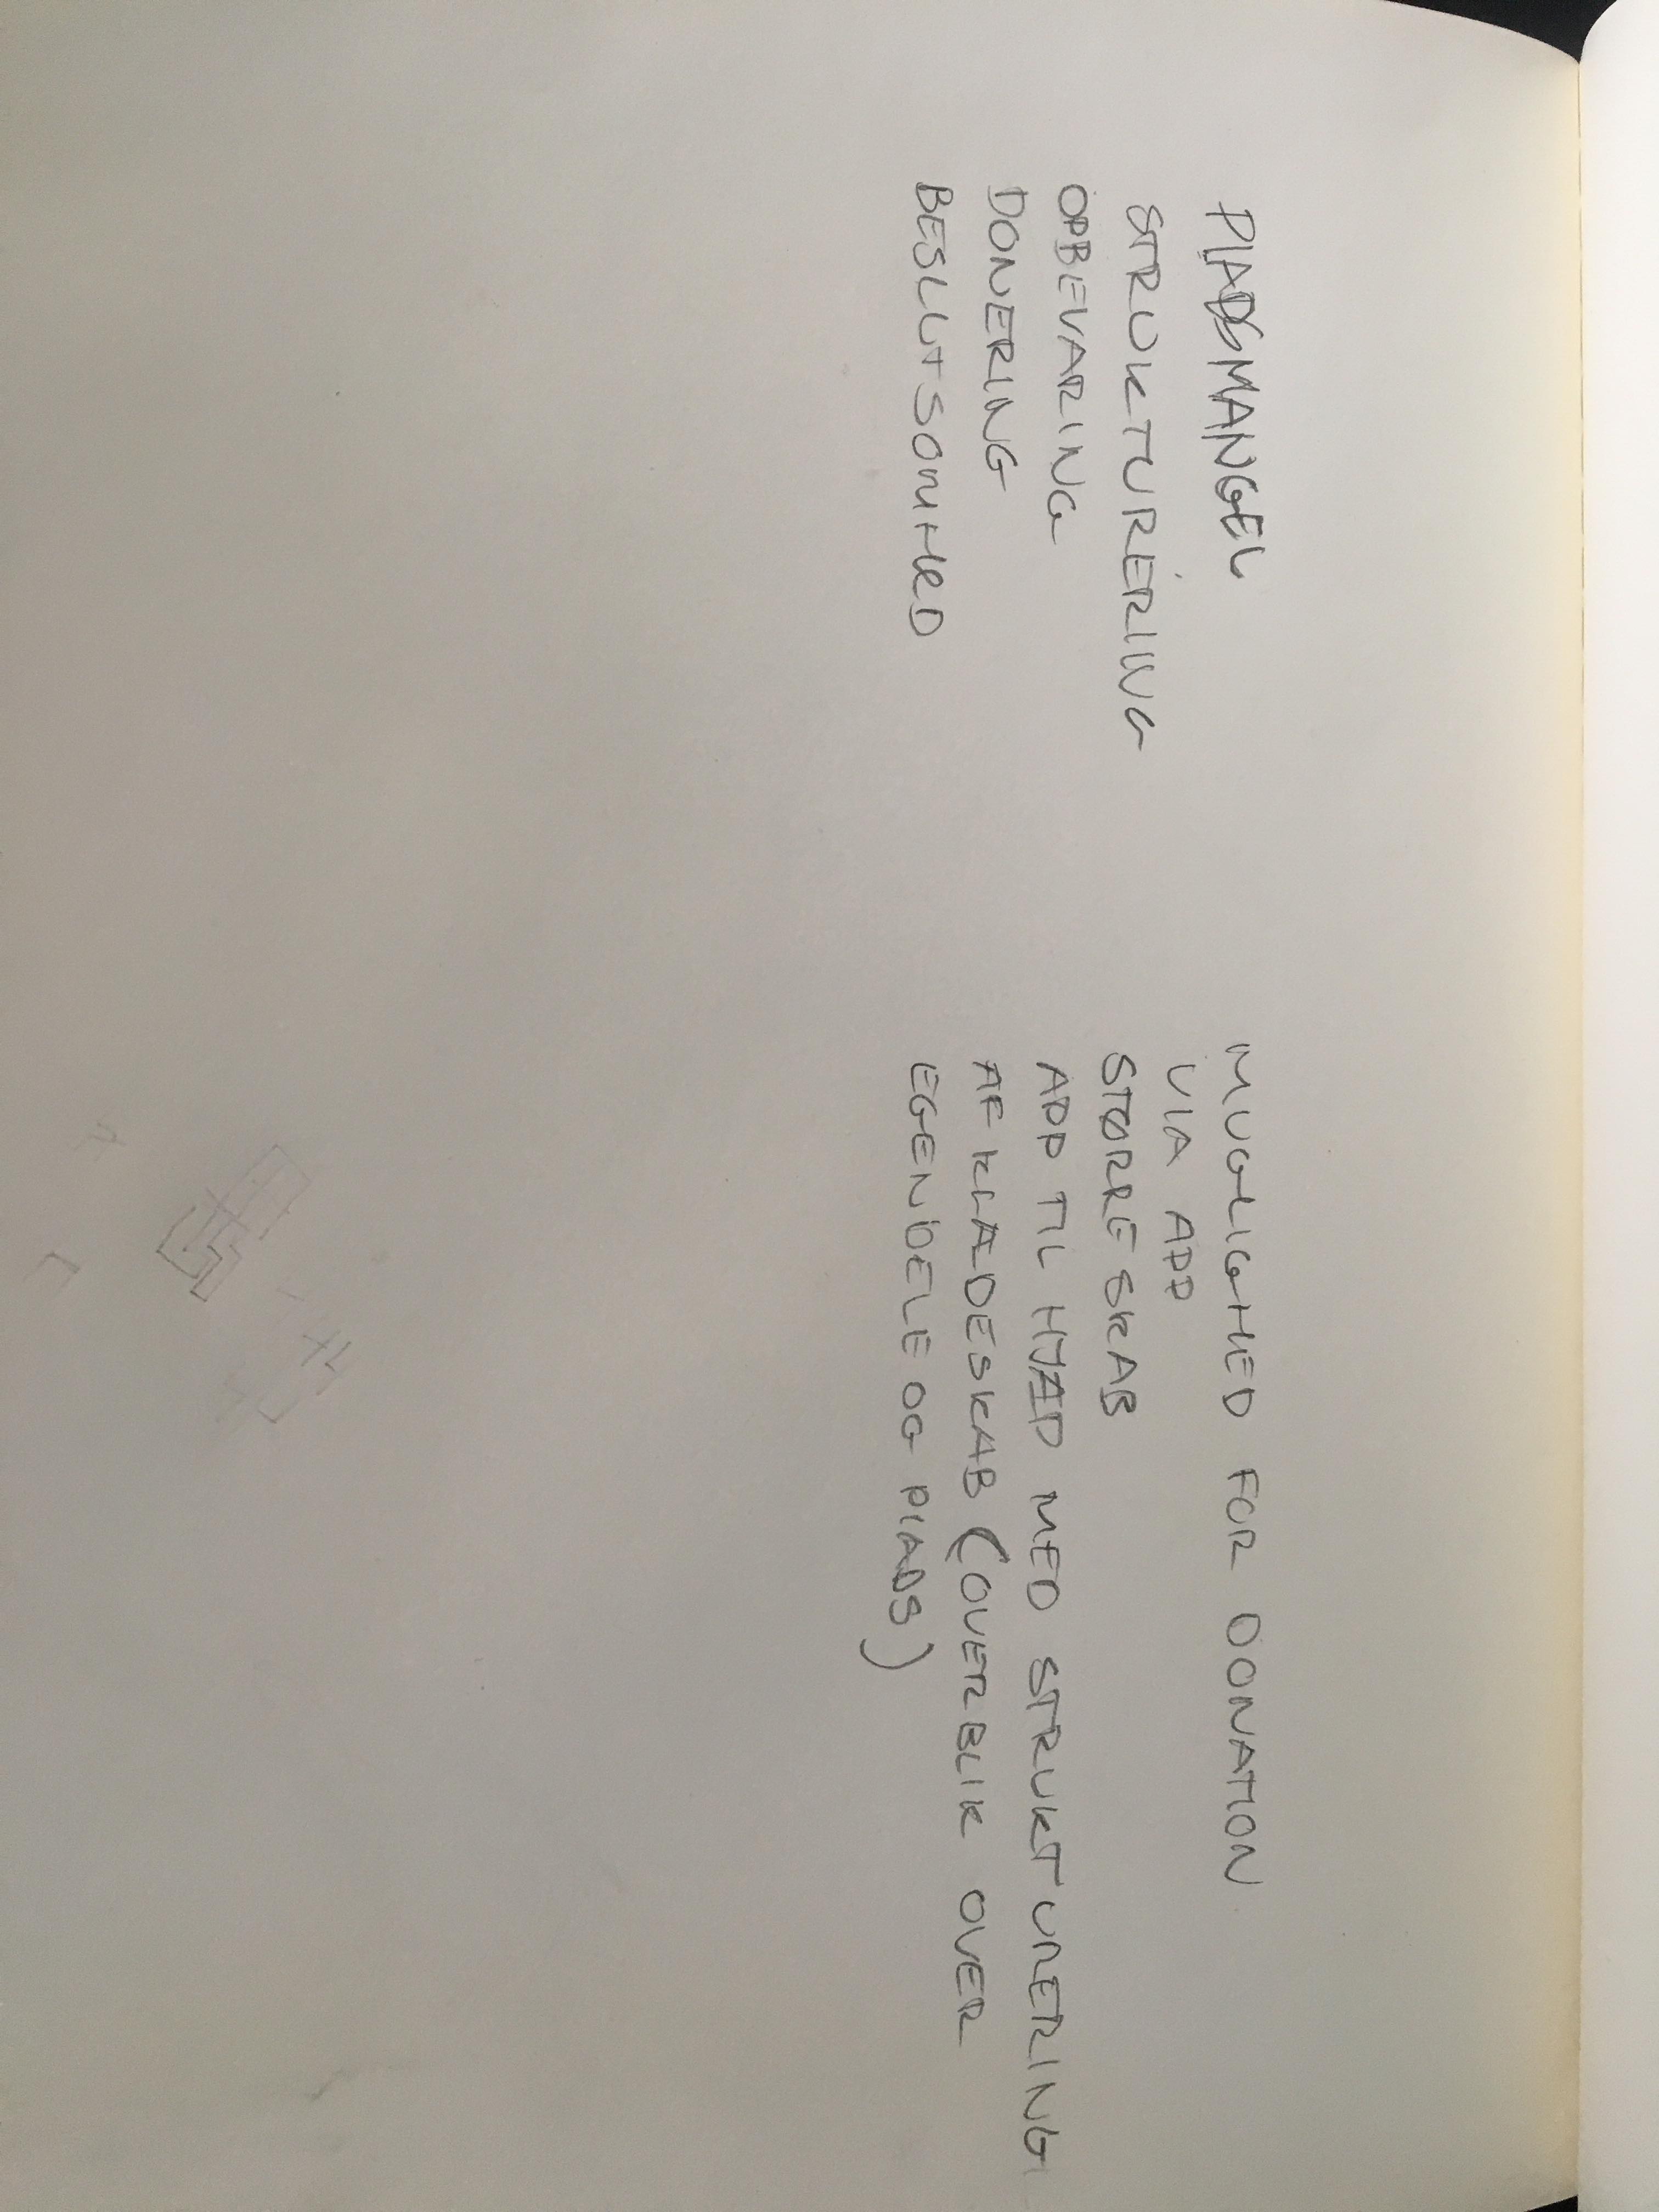 PLADSMANGEL
STRUKTURERING
OPBEVARING
DONERING
BESLUTSOMHED
MULIGHED FOR DONATION
VIA APP
STØRRE SKAB
APP TIL HJÆLP MED STRUKTURERING
AF KLÆDESKAB (OVERBLIK OVER
EGENDELE OG PLADS)